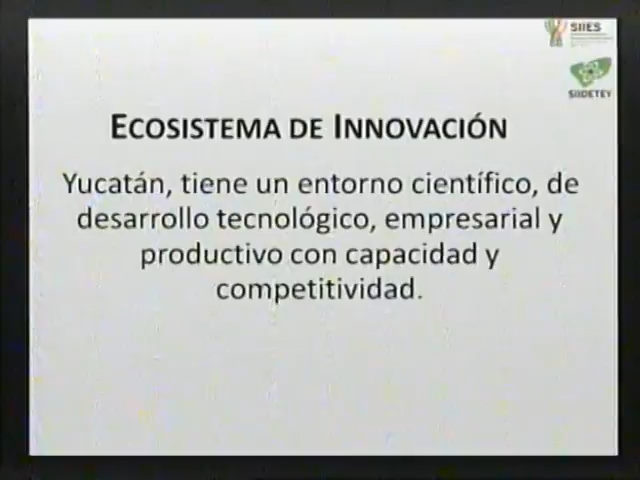 SIIES
SIIDETEY
ECOSISTEMA DE INNOVACIÓN
Yucatán, tiene un entorno científico, de
desarrollo tecnológico, empresarial y
productivo con capacidad y
competitividad.